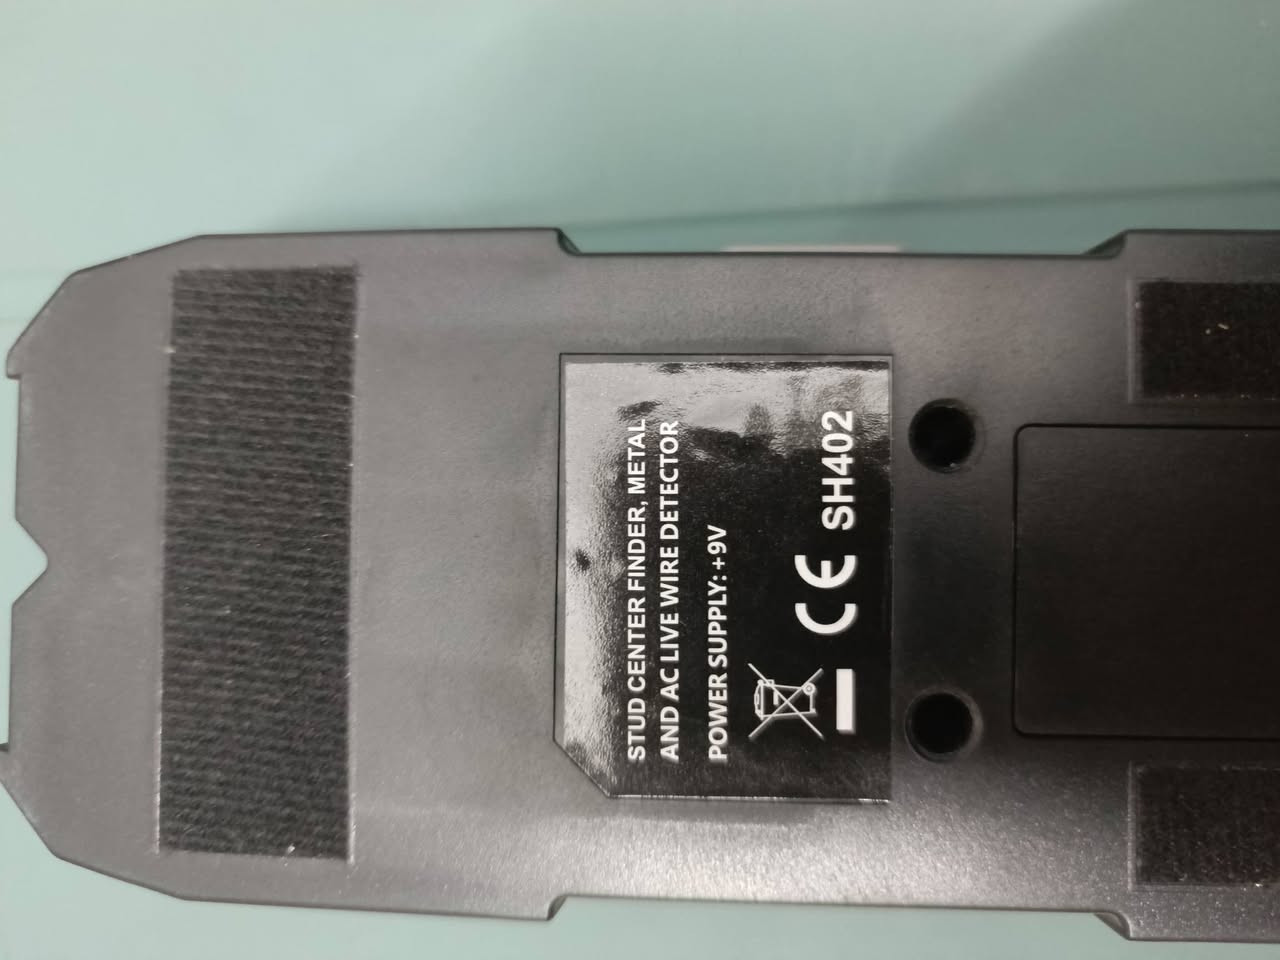 STUD CENTER FINDER, METAL
AND AC LIVE WIRE DETECTOR
POWER SUPPLY: +9V
CE SH402